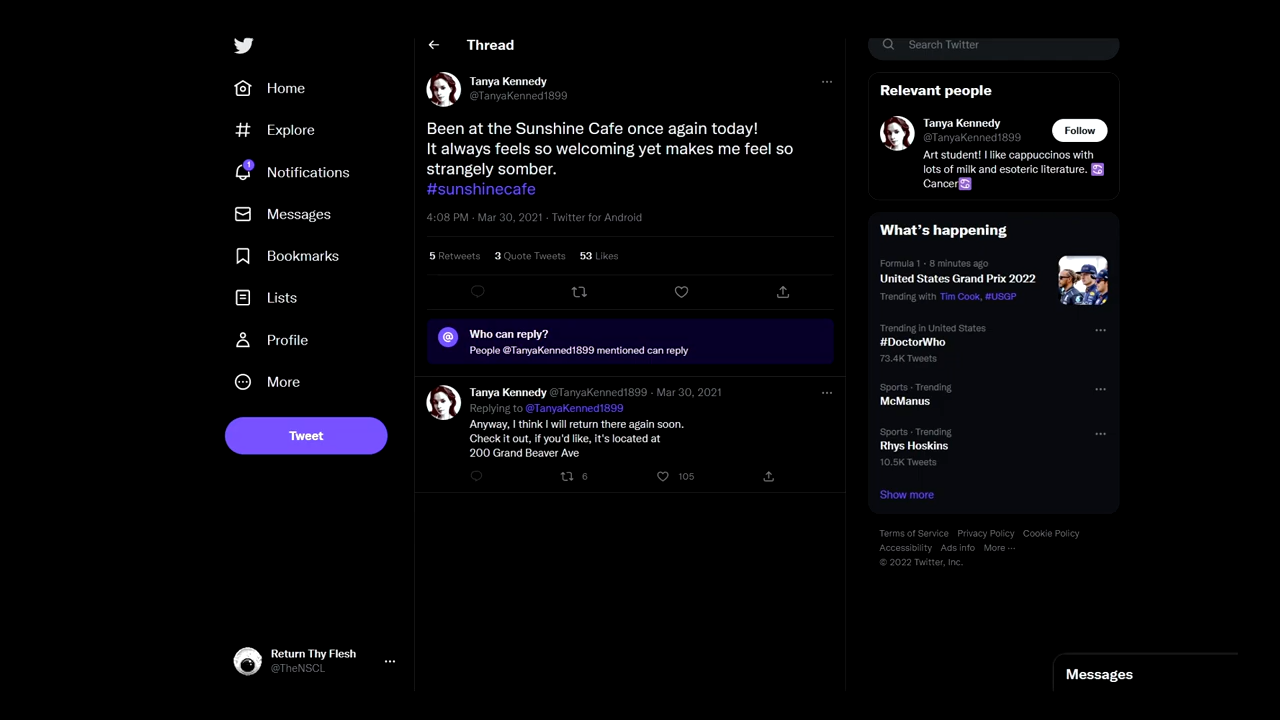 Home
Explore
1
Notifications
Messages
Bookmarks
Lists
Profile
More
Tweet
Return Thy Flesh
@TheNSCL
Thread
Tanya Kennedy
@TanyaKenned1899
Been at the Sunshine Cafe once again today!
It always feels so welcoming yet makes me feel so
strangely somber.
#sunshinecafe
4:08 PM · Mar 30, 2021 · Twitter for Android
5 Retweets 3 Quote Tweets 53 Likes
@
Who can reply?
People @TanyaKenned1899 mentioned can reply
Tanya Kennedy @TanyaKenned1899 · Mar 30, 2021
Replying to @TanyaKenned1899
Anyway, I think I will return there again soon.
Check it out, if you'd like, it's located at
200 Grand Beaver Ave
6 105
Search Twitter
Relevant people
Tanya Kennedy
@TanyaKenned1899
Follow
Art student! I like cappuccinos with
lots of milk and esoteric literature. ♋
Cancer♋
What's happening
Formula 1 · 8 minutes ago
United States Grand Prix 2022
Trending with Tim Cook, #USGP
Trending in United States
#DoctorWho
73.4K Tweets
Sports · Trending
McManus
Sports · Trending
Rhys Hoskins
10.5K Tweets
Show more
Terms of Service Privacy Policy Cookie Policy
Accessibility Ads info More ···
© 2022 Twitter, Inc.
Messages